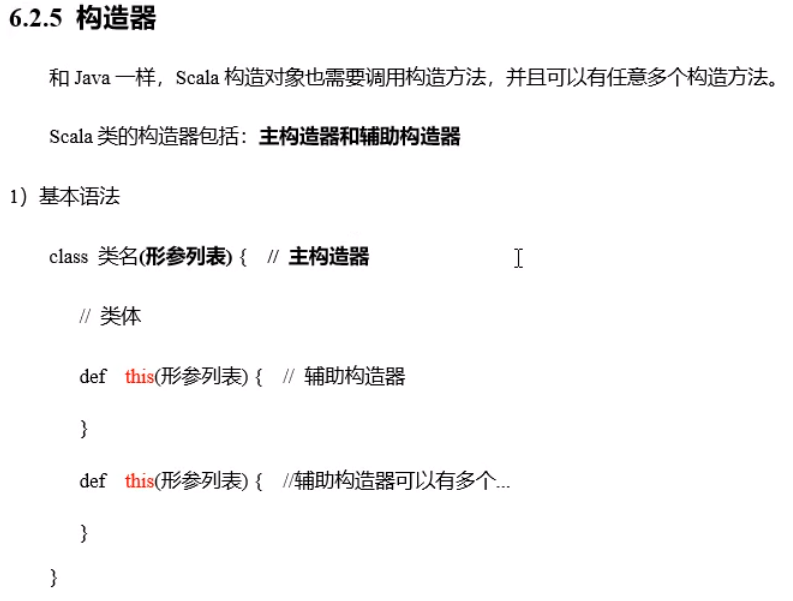 6.2.5 构造器
和 Java 一样，Scala 构造对象也需要调用构造方法，并且可以有任意多个构造方法。
Scala 类的构造器包括：主构造器和辅助构造器
1）基本语法
class 类名(形参列表) { // 主构造器
// 类体
def this(形参列表) { // 辅助构造器
}
def this(形参列表) { //辅助构造器可以有多个...
}
}